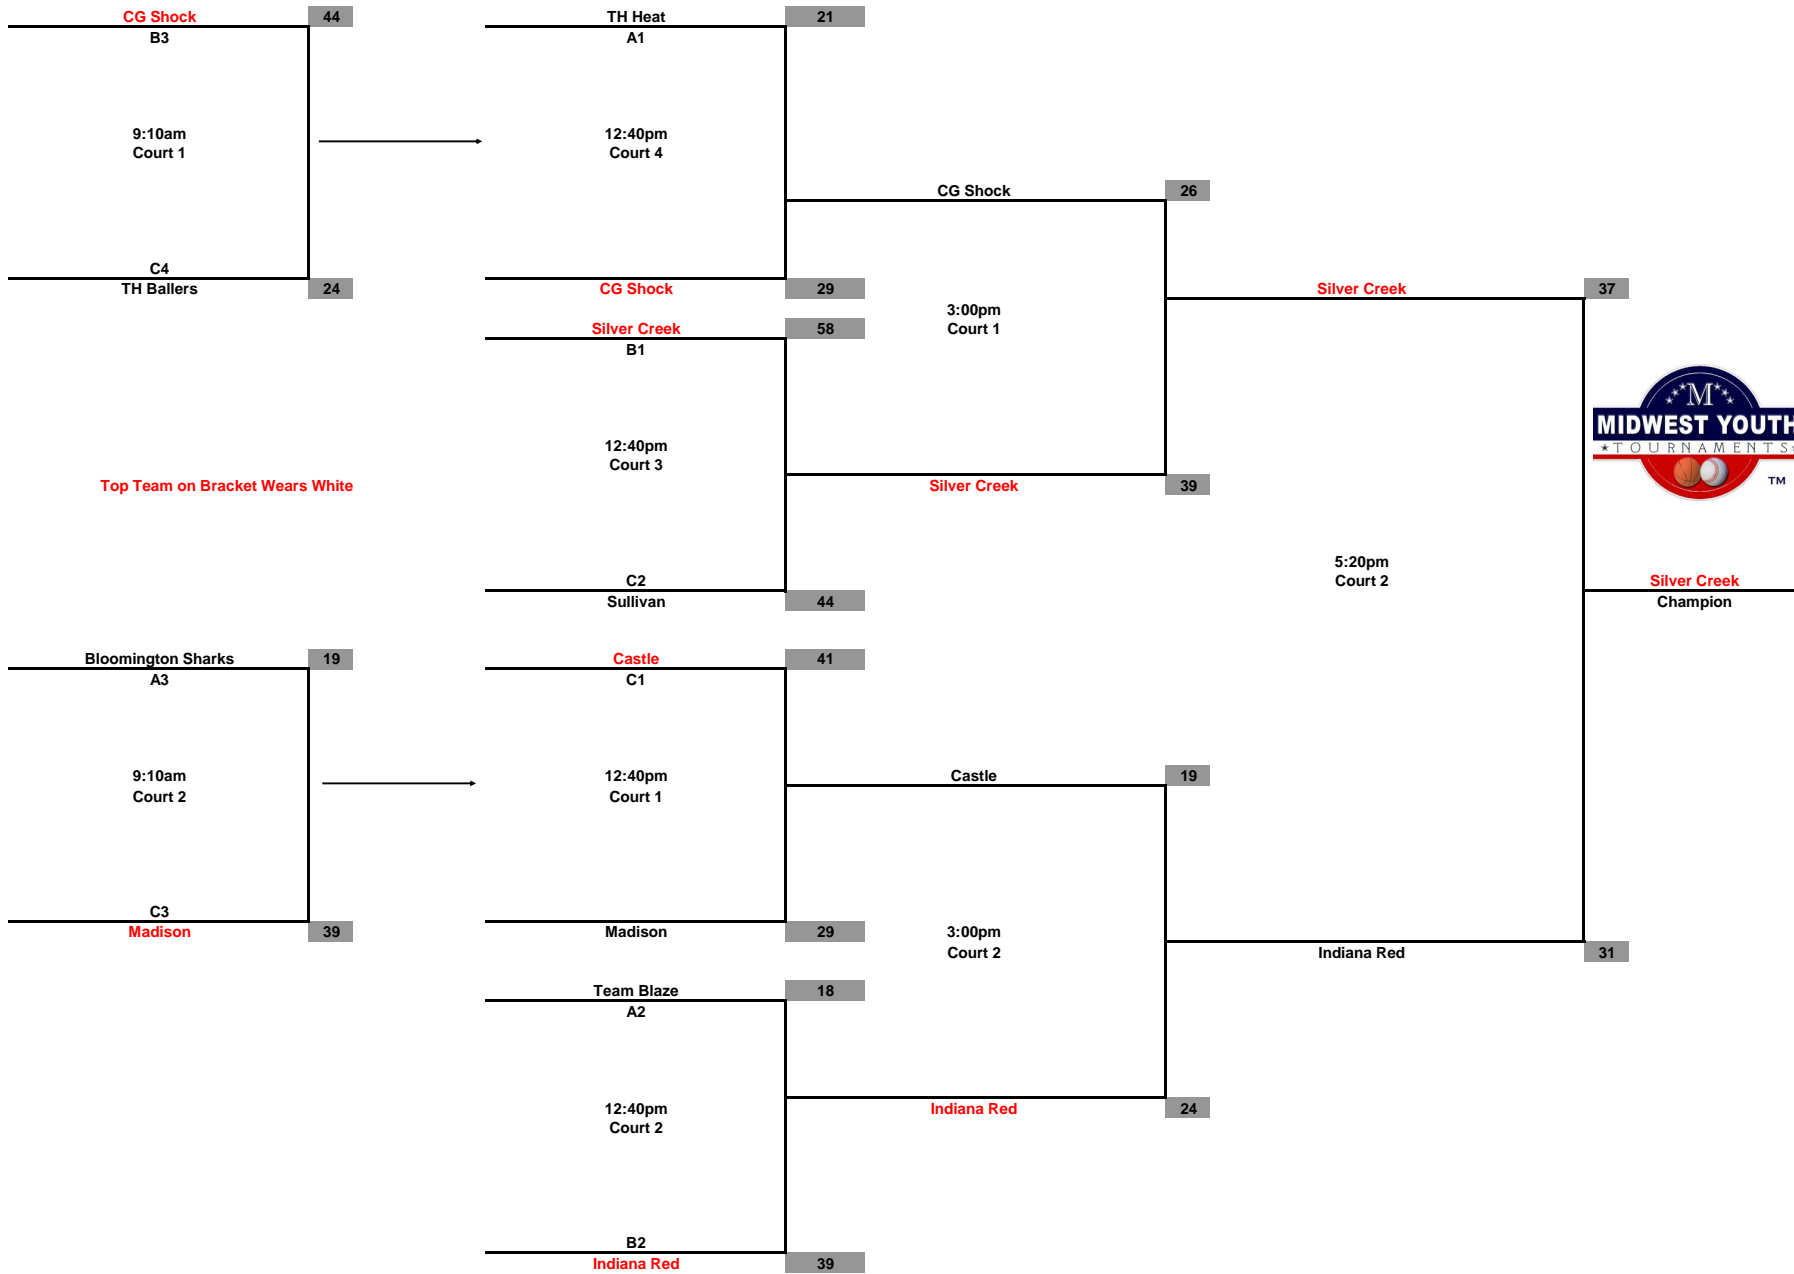 CG Shock 44
B3
9:10am
Court 1
C4
TH Ballers 24
TH Heat 21
A1
12:40pm
Court 4
CG Shock 29
Silver Creek 58
B1
12:40pm
Court 3
C2
Sullivan 44
Top Team on Bracket Wears White
CG Shock 26
3:00pm
Court 1
Silver Creek 39
Bloomington Sharks 19
A3
9:10am
Court 2
C3
Madison 39
Castle 41
C1
12:40pm
Court 1
Madison 29
Team Blaze 18
A2
12:40pm
Court 2
B2
Indiana Red 39
Castle 19
3:00pm
Court 2
Indiana Red 24
Silver Creek 37
5:20pm
Court 2
Indiana Red 31
M
MIDWEST YOUTH
TOURNAMENTS
TM
Silver Creek
Champion